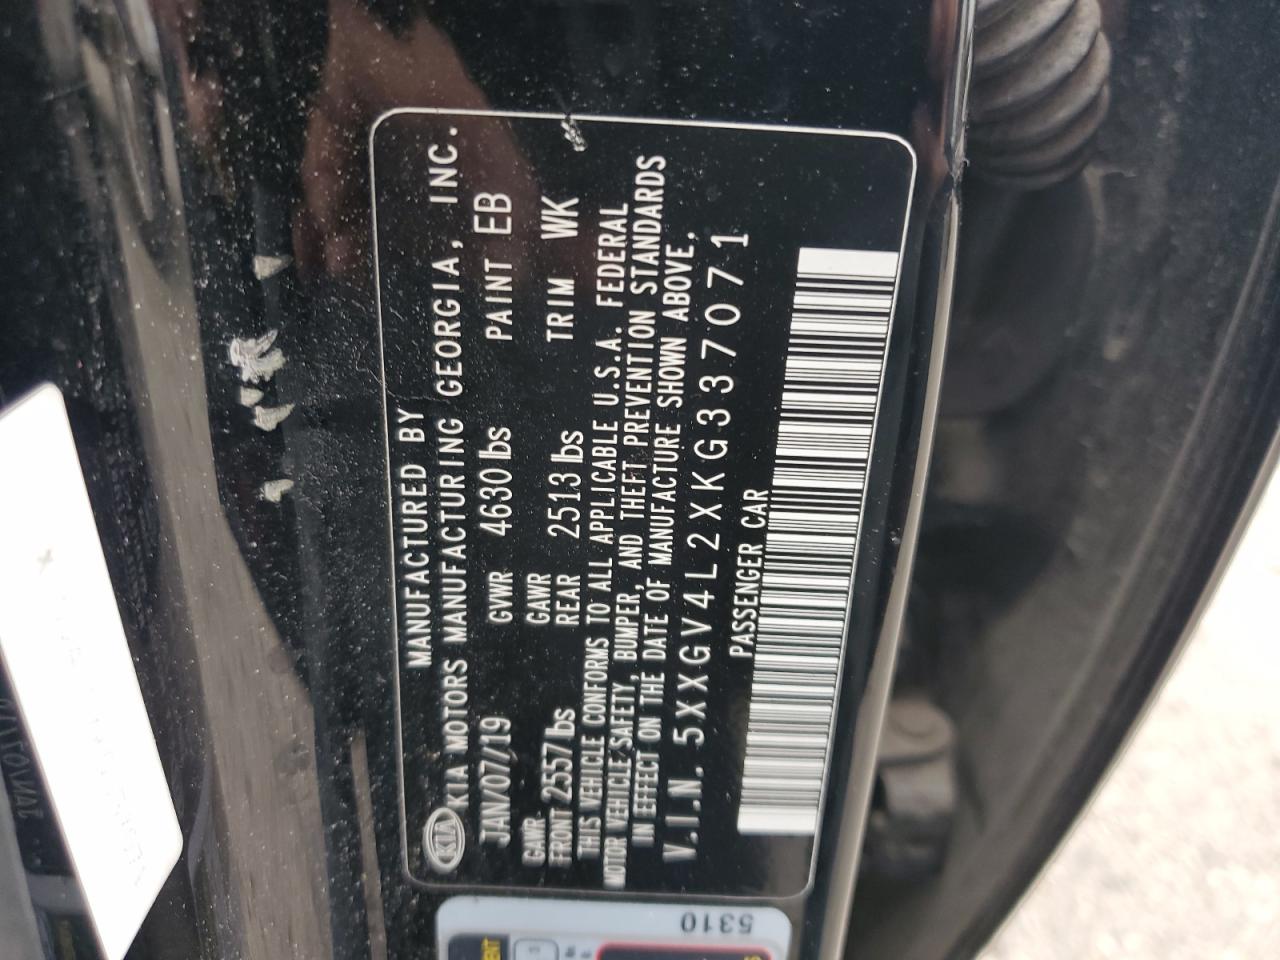 MANUFACTURED BY
KIA KIA MOTORS MANUFACTURING GEORGIA, INC.
JAN/07/19 GVWR 4630 lbs PAINT EB
GAWR FRONT 2557 lbs GAWR REAR 2513 lbs TRIM WK
THIS VEHICLE CONFORMS TO ALL APPLICABLE U.S.A. FEDERAL
MOTOR VEHICLE SAFETY, BUMPER, AND THEFT PREVENTION STANDARDS
IN EFFECT ON THE DATE OF MANUFACTURE SHOWN ABOVE,
V.I.N. 5XXGV4L2XKG337071
PASSENGER CAR
5310